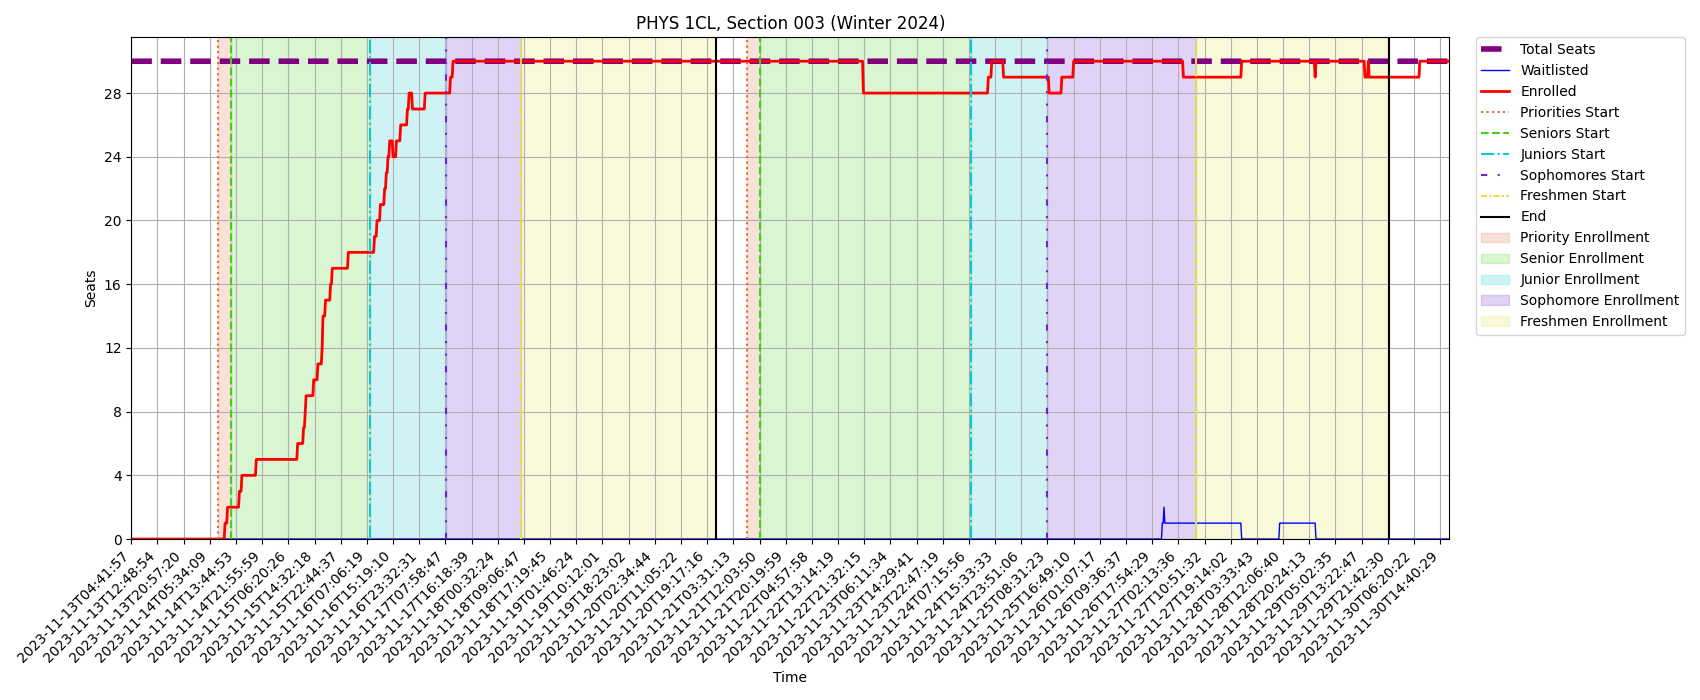 PHYS 1CL, Section 003 (Winter 2024)
Seats
28
24
20
16
12
8
4
0
2023-11-13T04:41:57
2023-11-13T12:48:54
2023-11-13T20:57:20
2023-11-14T05:34:09
2023-11-14T13:44:53
2023-11-14T21:55:59
2023-11-15T06:20:26
2023-11-15T14:32:18
2023-11-15T22:44:37
2023-11-16T07:06:19
2023-11-16T15:19:10
2023-11-16T23:32:31
2023-11-17T07:58:47
2023-11-17T16:18:39
2023-11-18T00:32:24
2023-11-18T09:06:47
2023-11-18T17:19:45
2023-11-19T01:46:24
2023-11-19T10:12:01
2023-11-19T18:23:02
2023-11-20T02:34:44
2023-11-20T11:05:22
2023-11-20T19:17:16
2023-11-21T03:31:13
2023-11-21T12:03:50
2023-11-21T20:19:59
2023-11-22T04:57:58
2023-11-22T13:14:19
2023-11-22T21:32:15
2023-11-23T06:11:34
2023-11-23T14:29:41
2023-11-23T22:47:19
2023-11-24T07:15:56
2023-11-24T15:33:33
2023-11-24T23:51:06
2023-11-25T08:31:23
2023-11-25T16:49:10
2023-11-26T01:07:17
2023-11-26T09:36:37
2023-11-26T17:54:29
2023-11-27T02:13:36
2023-11-27T10:51:32
2023-11-27T19:14:02
2023-11-28T03:33:43
2023-11-28T12:06:40
2023-11-28T20:24:13
2023-11-29T05:02:35
2023-11-29T13:22:47
2023-11-29T21:42:30
2023-11-30T06:20:22
2023-11-30T14:40:29
Time
Total Seats
Waitlisted
Enrolled
Priorities Start
Seniors Start
Juniors Start
Sophomores Start
Freshmen Start
End
Priority Enrollment
Senior Enrollment
Junior Enrollment
Sophomore Enrollment
Freshmen Enrollment